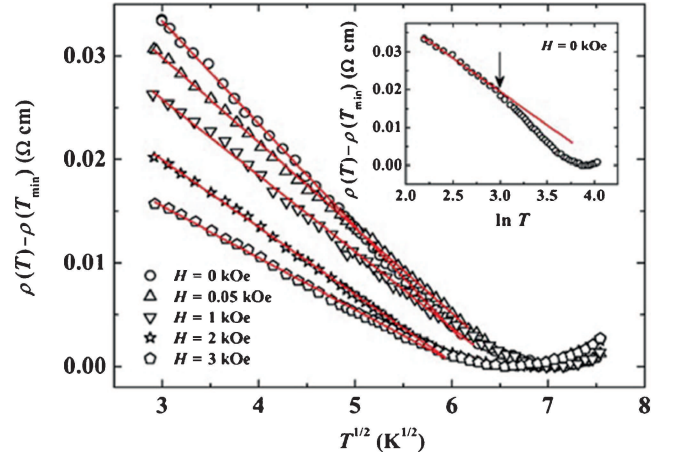 ρ (T) – ρ (T_min) (Ω cm)
0.03
0.02
0.01
0.00
H = 0 kOe
H = 0.05 kOe
H = 1 kOe
H = 2 kOe
H = 3 kOe
3 4 5 6 7 8
T^1/2 (K^1/2)
H = 0 kOe
ρ (T) – ρ (T_min) (Ω cm)
0.03
0.02
0.01
0.00
2.0 2.5 3.0 3.5 4.0
ln T